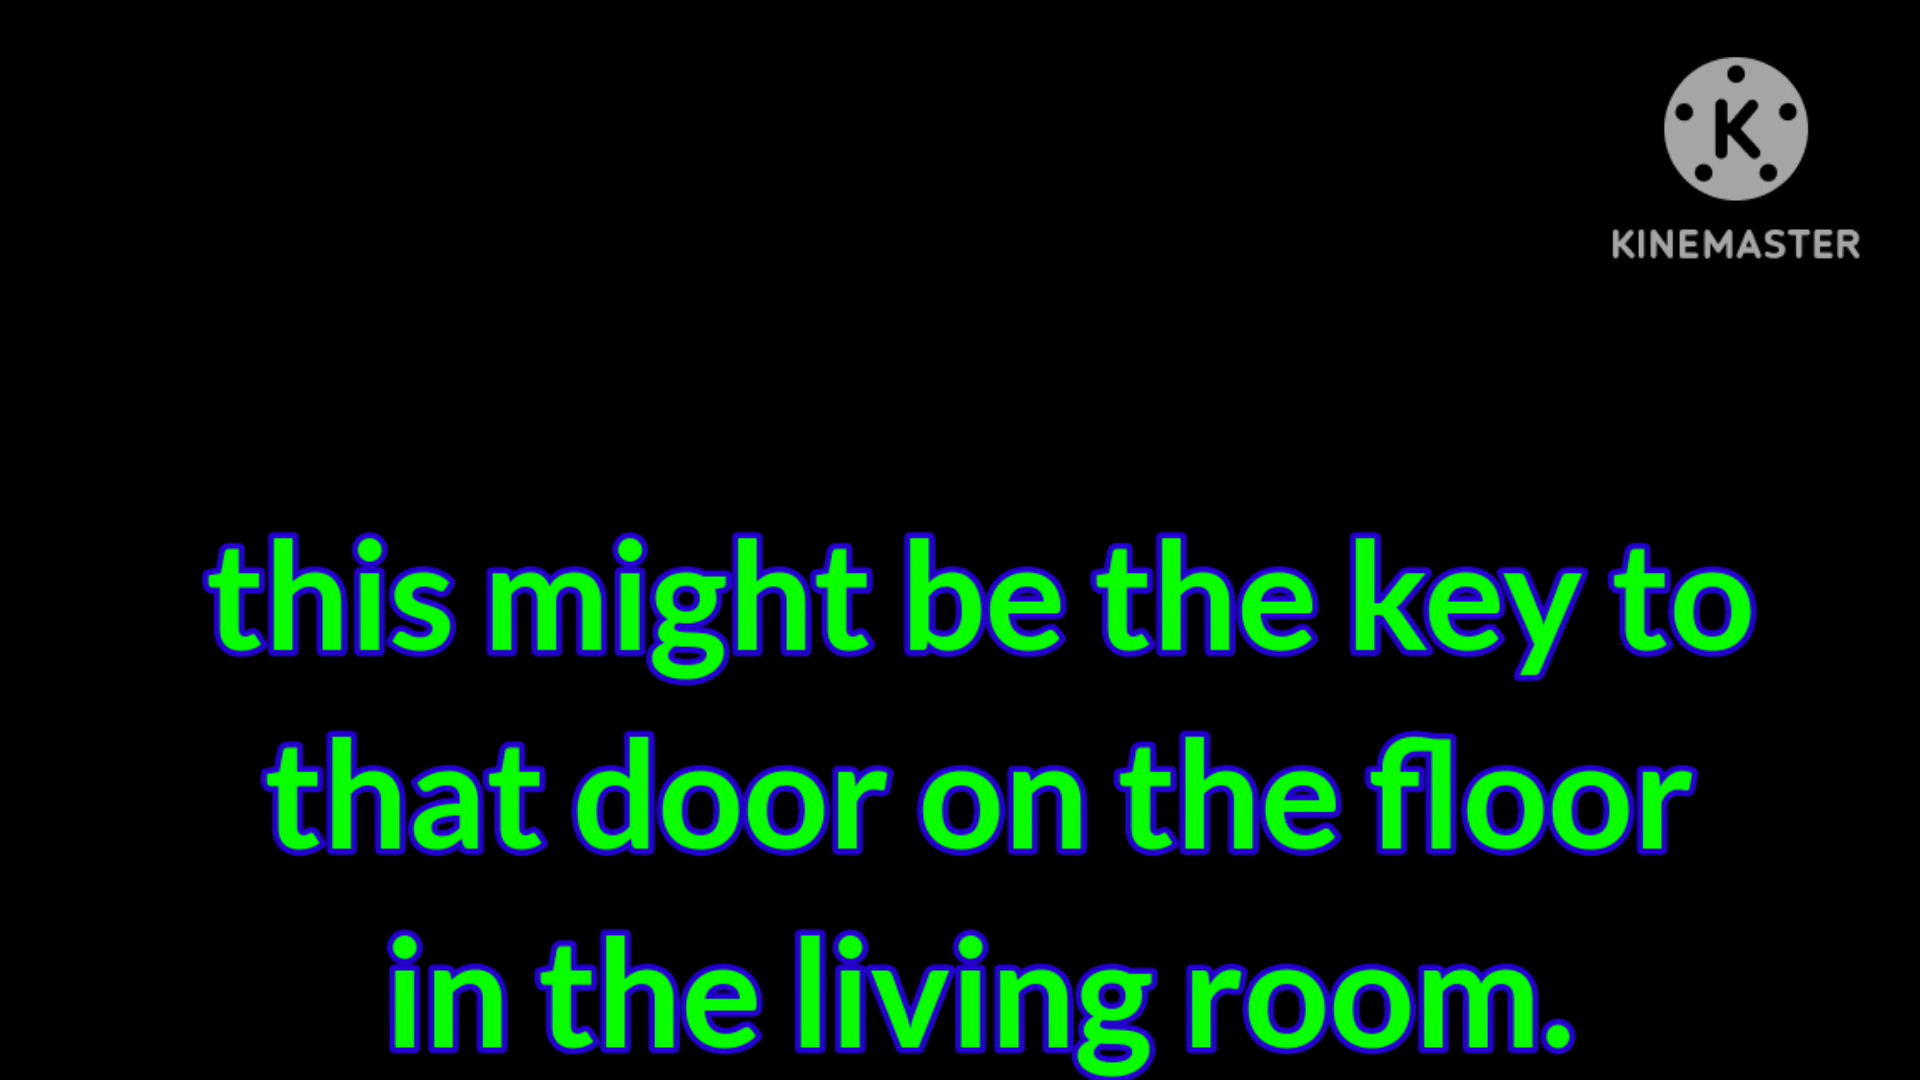 K
KINEMASTER
this might be the key to
that door on the floor
in the living room.